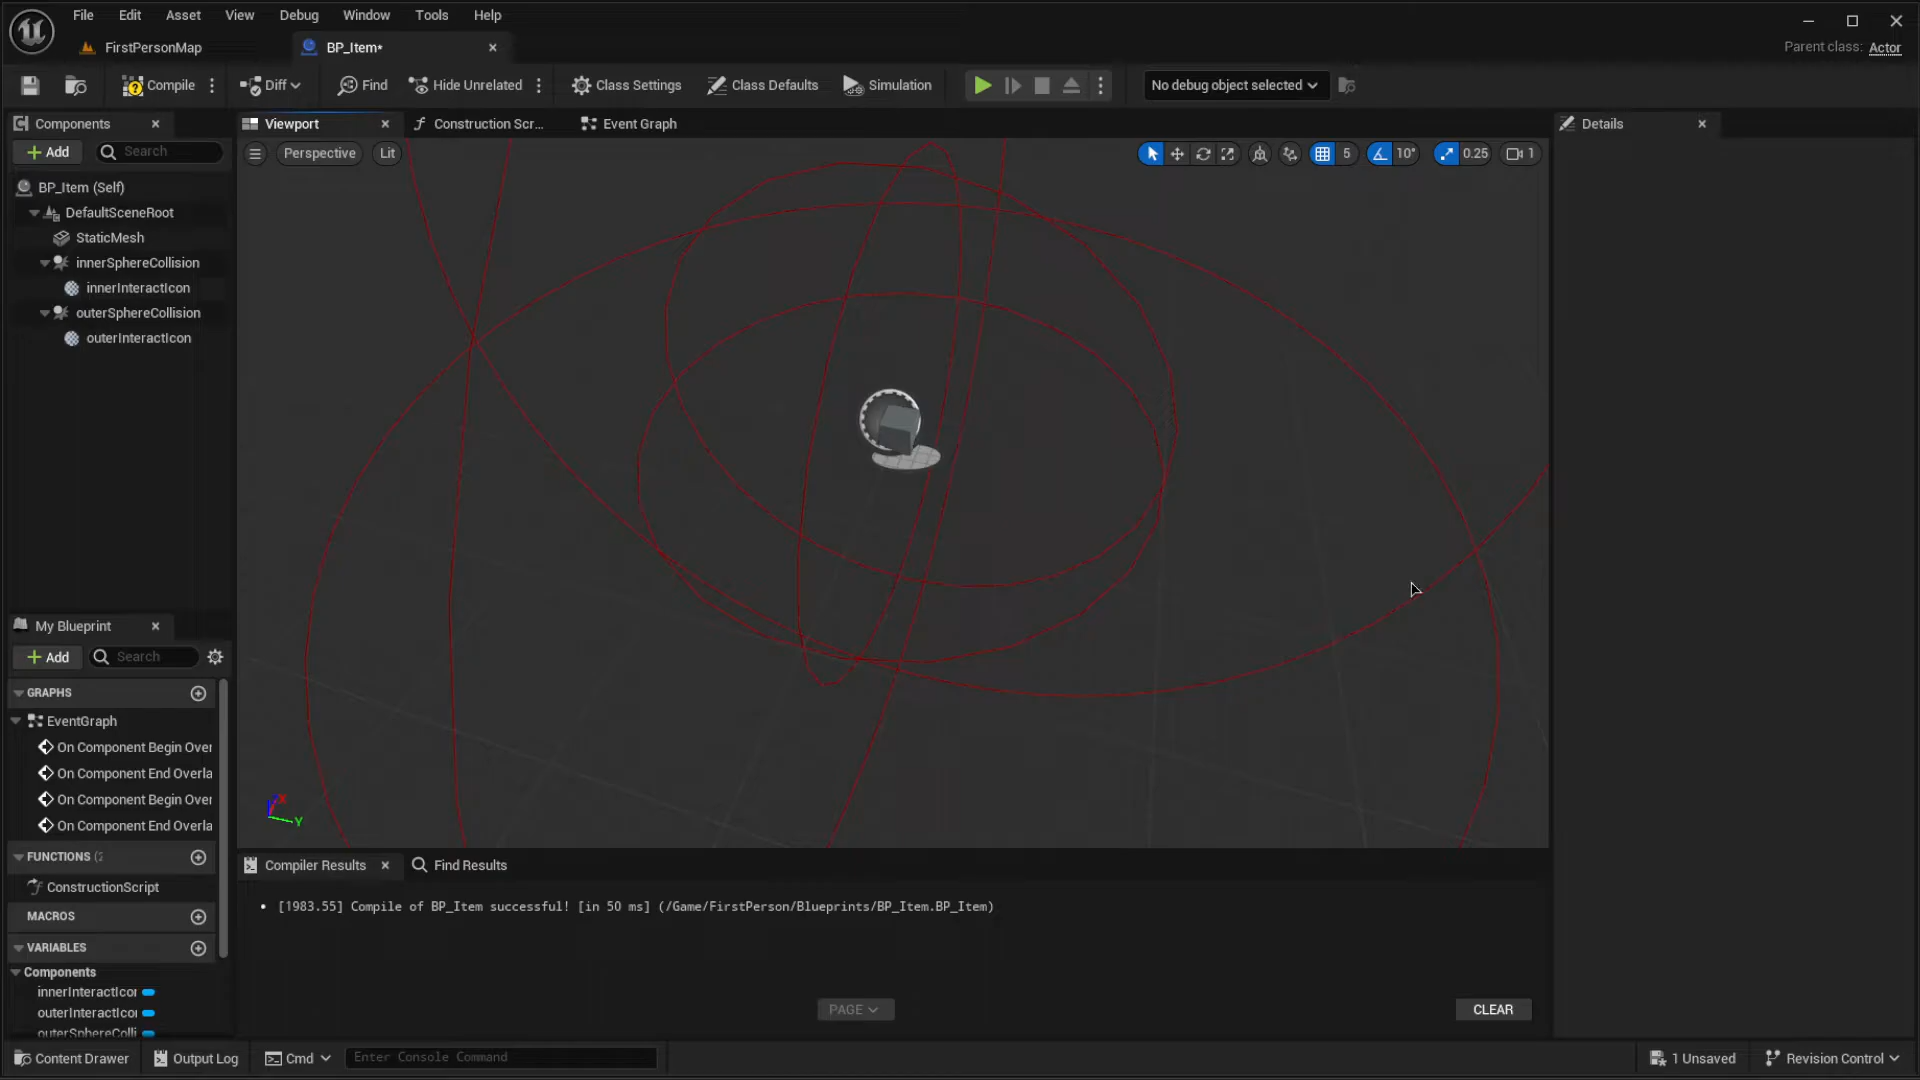 File Edit Asset View Debug Window Tools Help
FirstPersonMap
BP_Item*
Parent class: Actor
Compile
Diff
Find
Hide Unrelated
Class Settings
Class Defaults
Simulation
No debug object selected
Components
Add
Search
BP_Item (Self)
DefaultSceneRoot
StaticMesh
innerSphereCollision
innerInteractIcon
outerSphereCollision
outerInteractIcon
Viewport
Construction Scr...
Event Graph
Perspective
Lit
5
10°
0.25
1
X
Y
Details
My Blueprint
Add
Search
GRAPHS
EventGraph
On Component Begin Over
On Component End Overla
On Component Begin Over
On Component End Overla
FUNCTIONS (2
ConstructionScript
MACROS
VARIABLES
Components
innerInteractIcon
outerInteractIcon
outerSphereColli
Compiler Results
Find Results
• [1983.55] Compile of BP_Item successful! [in 50 ms] (/Game/FirstPerson/Blueprints/BP_Item.BP_Item)
PAGE
CLEAR
Content Drawer
Output Log
Cmd
Enter Console Command
1 Unsaved
Revision Control